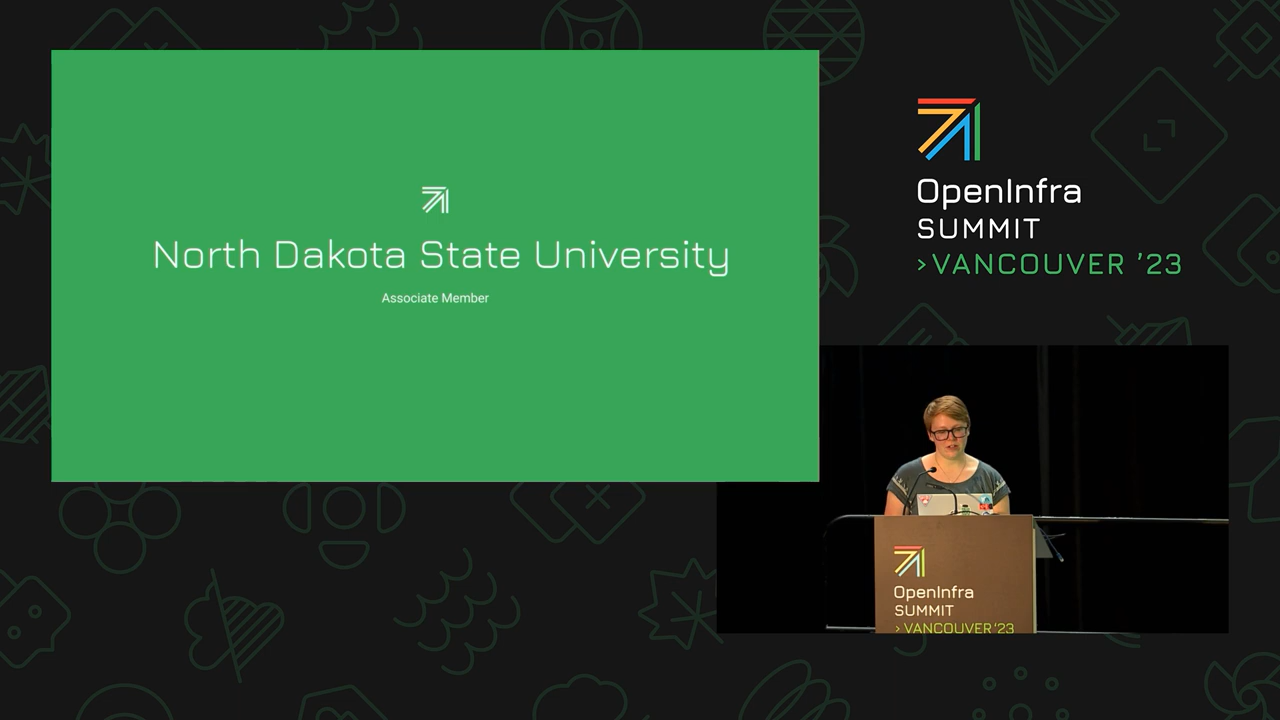 North Dakota State University
Associate Member
OpenInfra
SUMMIT
>VANCOUVER '23
OpenInfra
SUMMIT
> VANCOUVER '23